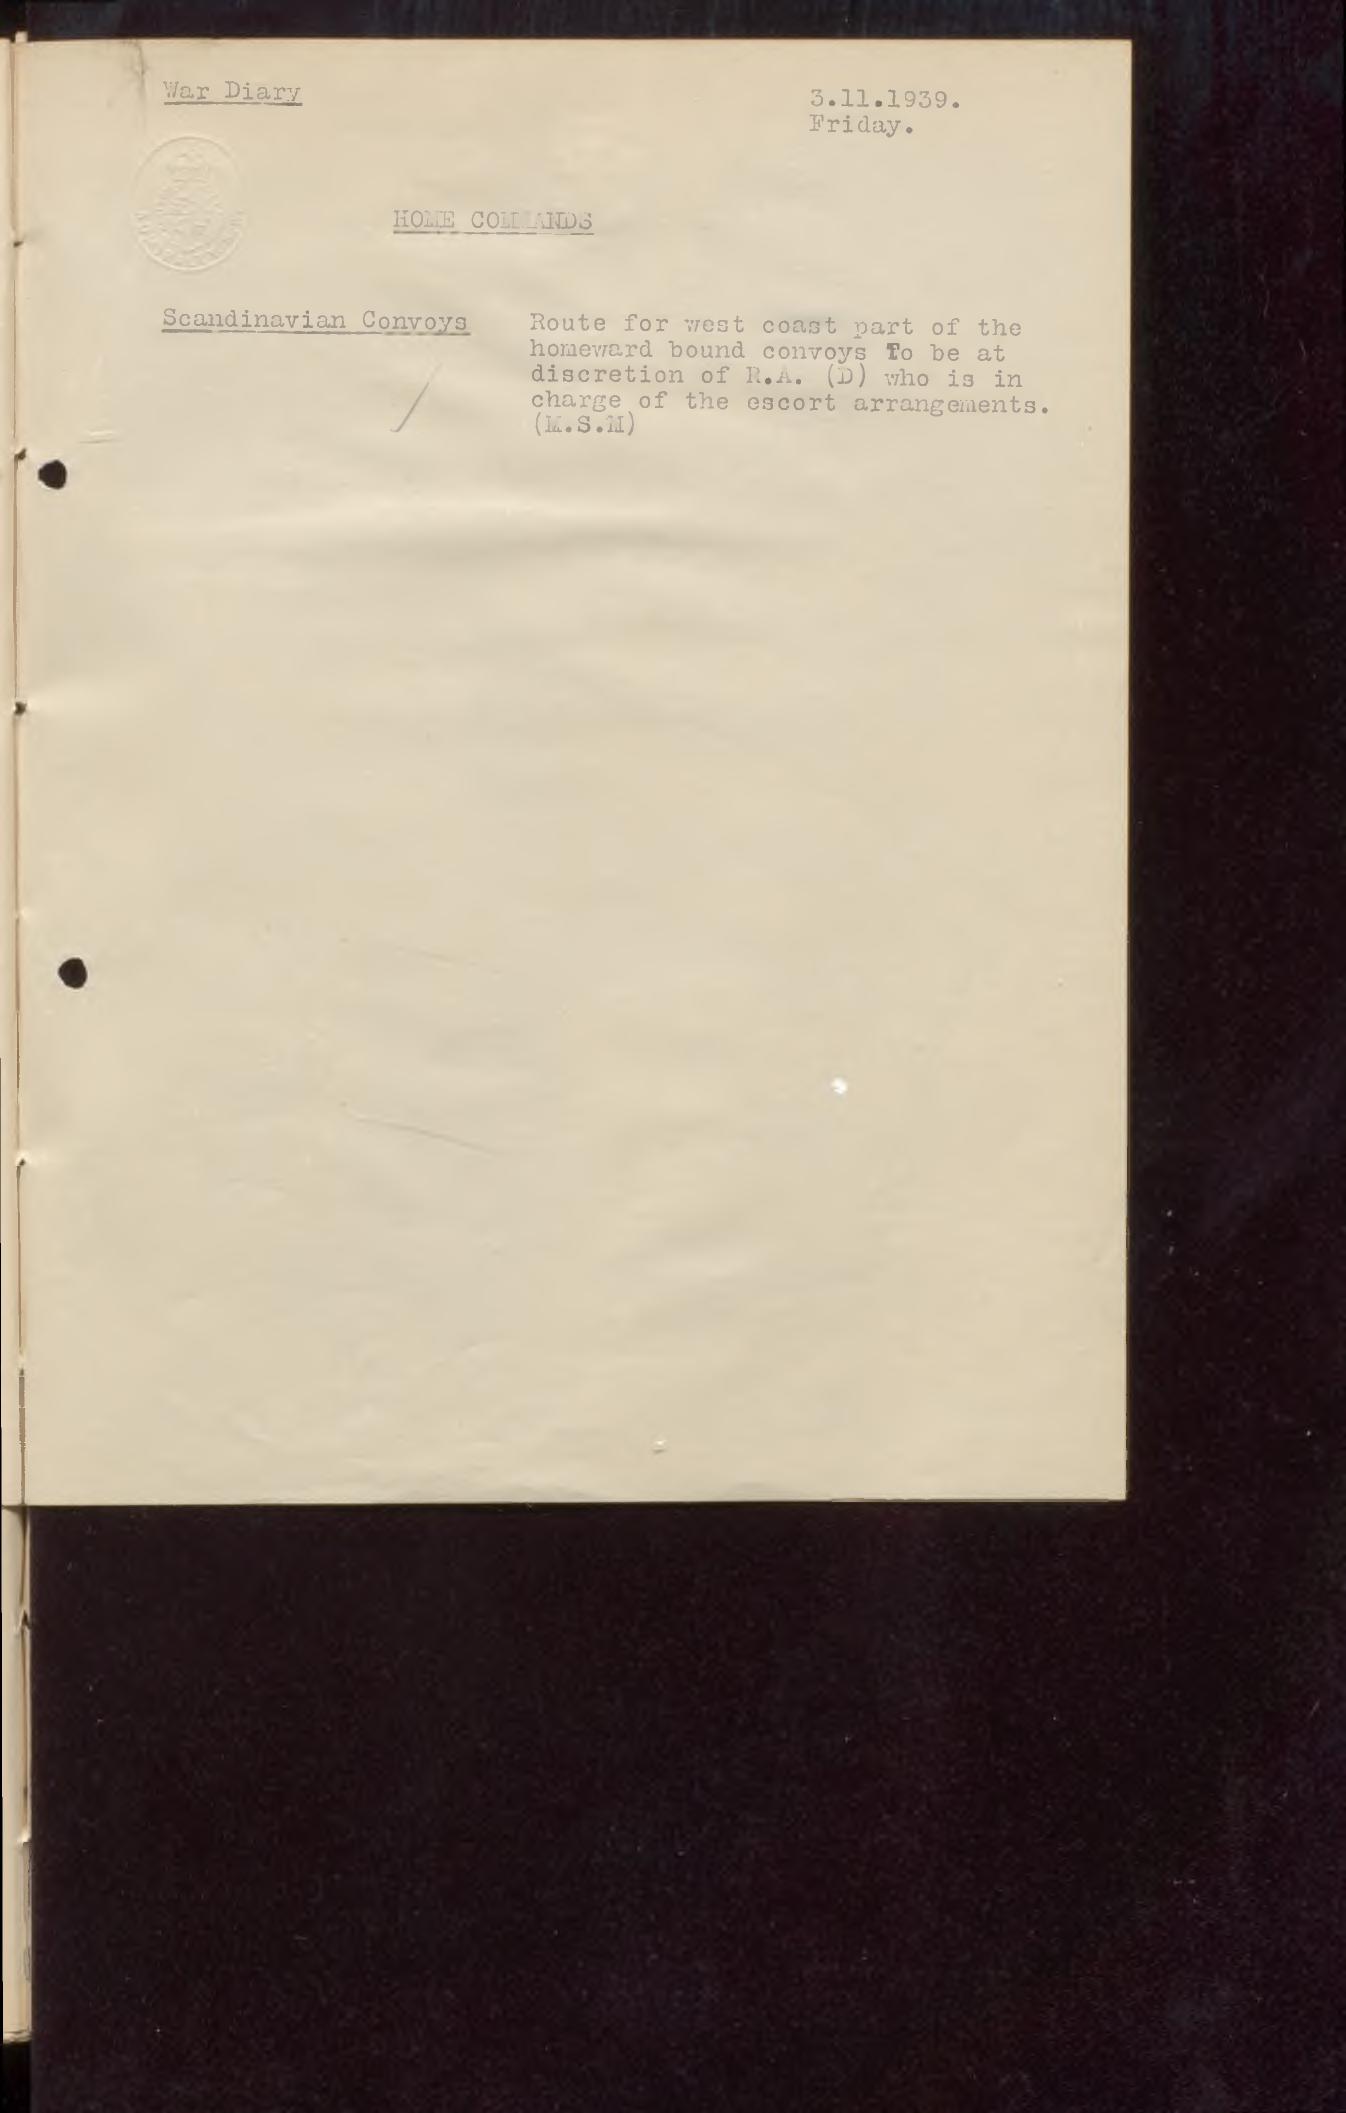 War Diary
3.11.1939.
Friday.
HOME COMMANDS
Scandinavian Convoys
Route for west coast part of the
homeward bound convoys to be at
discretion of R.A. (D) who is in
charge of the escort arrangements.
(M.S.M)